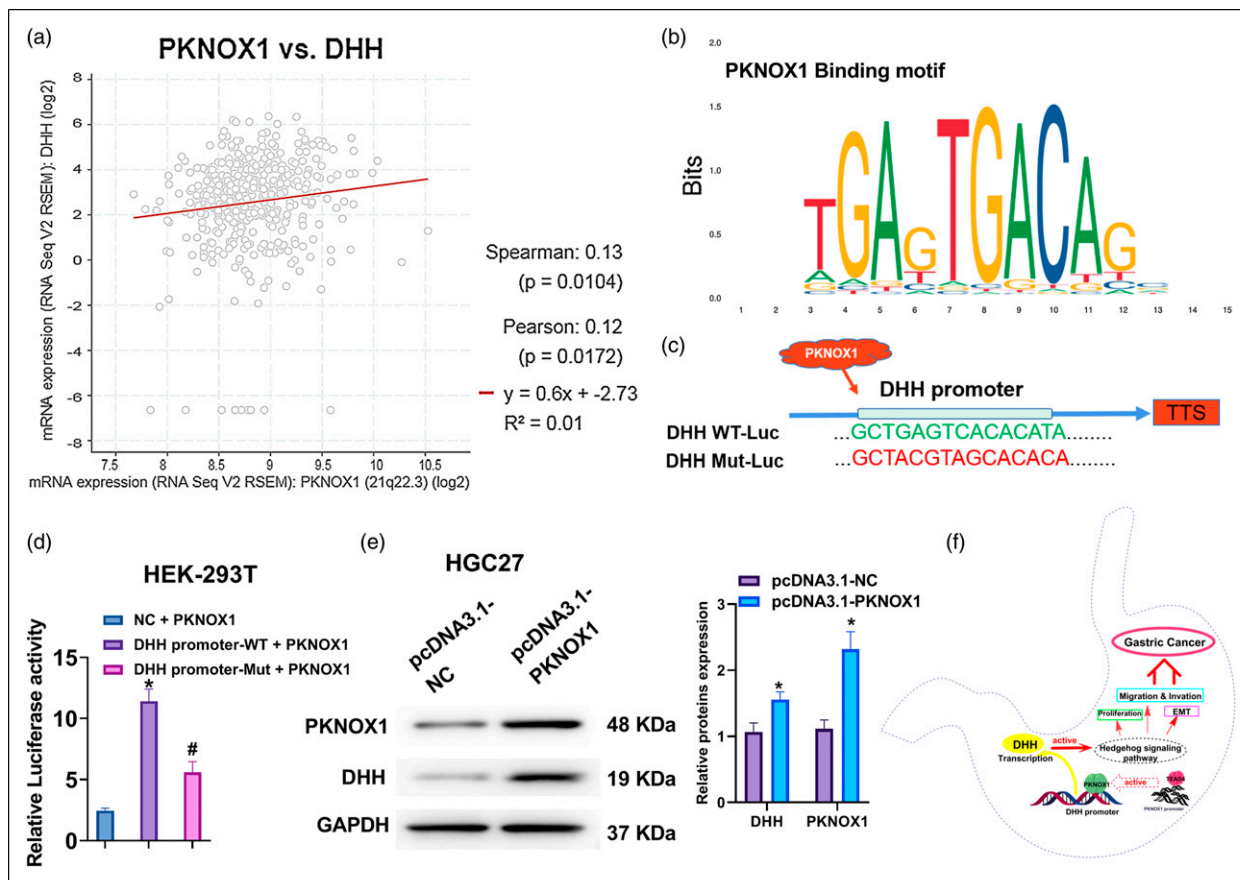 (a)
PKNOX1 vs. DHH
mRNA expression (RNA Seq V2 RSEM): DHH (log2)
8
6
4
2
0
-2
-4
-6
-8
7.5 8 8.5 9 9.5 10 10.5
mRNA expression (RNA Seq V2 RSEM): PKNOX1 (21q22.3) (log2)
Spearman: 0.13
(p = 0.0104)
Pearson: 0.12
(p = 0.0172)
y = 0.6x + -2.73
R² = 0.01
(b)
PKNOX1 Binding motif
Bits
2.0
1.5
1.0
0.5
0.0
TGAGTGACAG
1 2 3 4 5 6 7 8 9 10 11 12 13 14 15
(c)
PKNOX1
DHH promoter
TTS
DHH WT-Luc ...GCTGAGTCACACATA........
DHH Mut-Luc ...GCTACGTAGCACACA........
(d)
HEK-293T
NC + PKNOX1
DHH promoter-WT + PKNOX1
DHH promoter-Mut + PKNOX1
Relative Luciferase activity
15
10
5
0
*
#
(e)
HGC27
pcDNA3.1-
NC
pcDNA3.1-
PKNOX1
PKNOX1 48 KDa
DHH 19 KDa
GAPDH 37 KDa
pcDNA3.1-NC
pcDNA3.1-PKNOX1
Relative proteins expression
3
2
1
0
*
*
DHH PKNOX1
(f)
Gastric Cancer
Migration & Invation
Proliferation
EMT
DHH
Transcription
active
Hedgehog signaling
pathway
PKNOX1
active
TEAD4
DHH promoter
PKNOX1 promoter